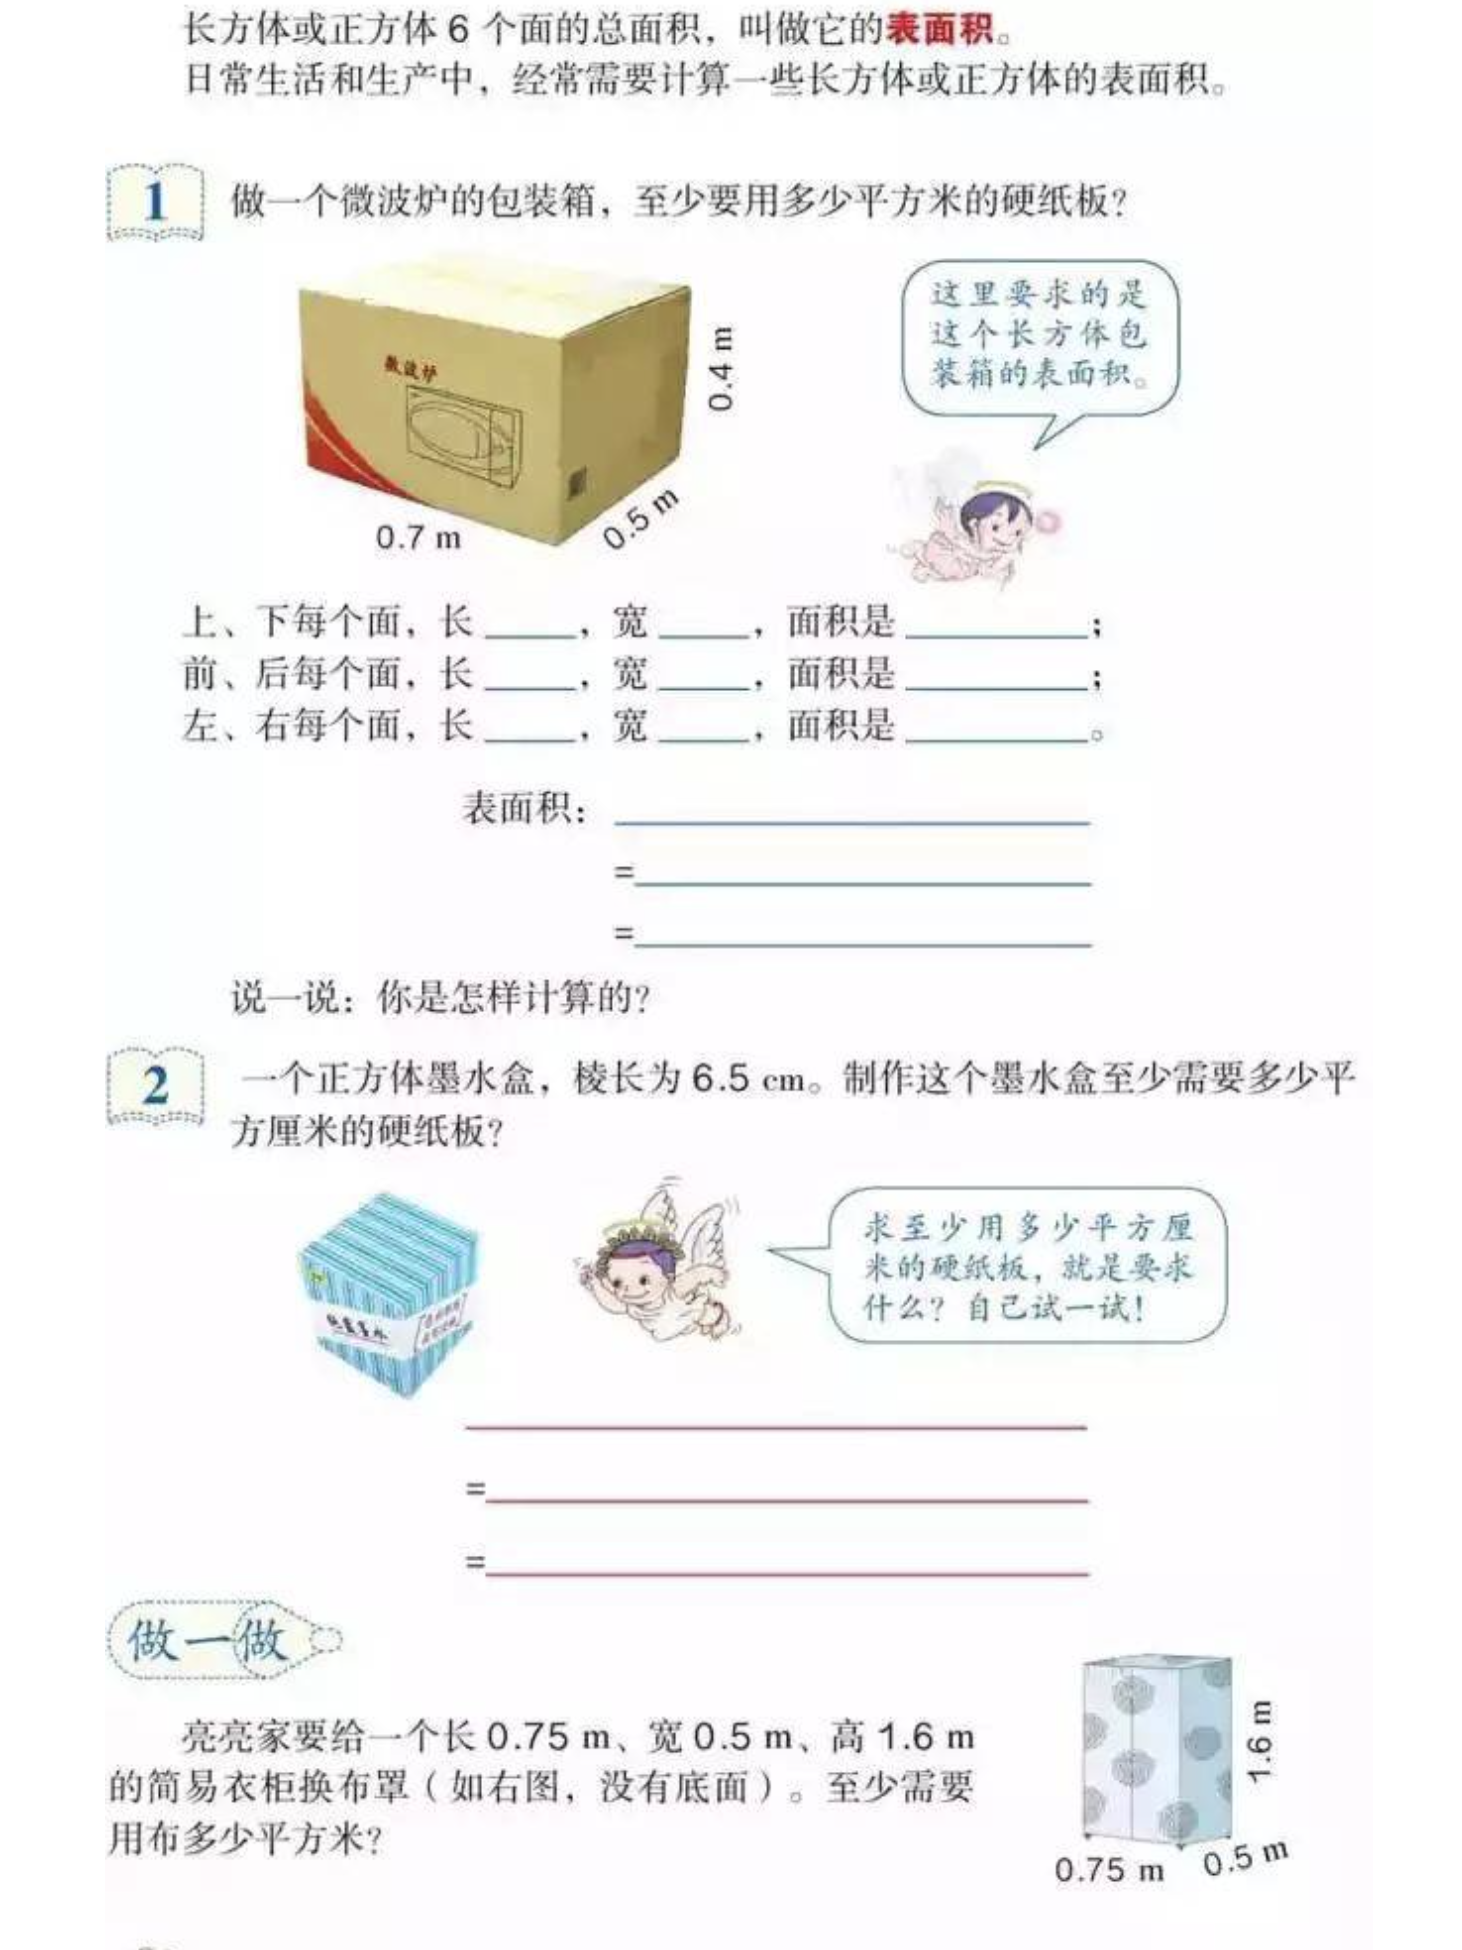 长方体或正方体 6 个面的总面积，叫做它的表面积。
日常生活和生产中，经常需要计算一些长方体或正方体的表面积。
1 做一个微波炉的包装箱，至少要用多少平方米的硬纸板？
这里要求的是
这个长方体包
装箱的表面积。
微波炉
0.4 m
0.7 m
0.5 m
上、下每个面，长 ____，宽 ____，面积是 ________；
前、后每个面，长 ____，宽 ____，面积是 ________；
左、右每个面，长 ____，宽 ____，面积是 ________。
表面积：________
=________
=________
说一说：你是怎样计算的？
2 一个正方体墨水盒，棱长为 6.5 cm。制作这个墨水盒至少需要多少平
方厘米的硬纸板？
求至少用多少平方厘
米的硬纸板，就是要求
什么？自己试一试！
________
=________
=________
做一做
亮亮家要给一个长 0.75 m、宽 0.5 m、高 1.6 m
的简易衣柜换布罩（如右图，没有底面）。至少需要
用布多少平方米？
1.6 m
0.75 m
0.5 m